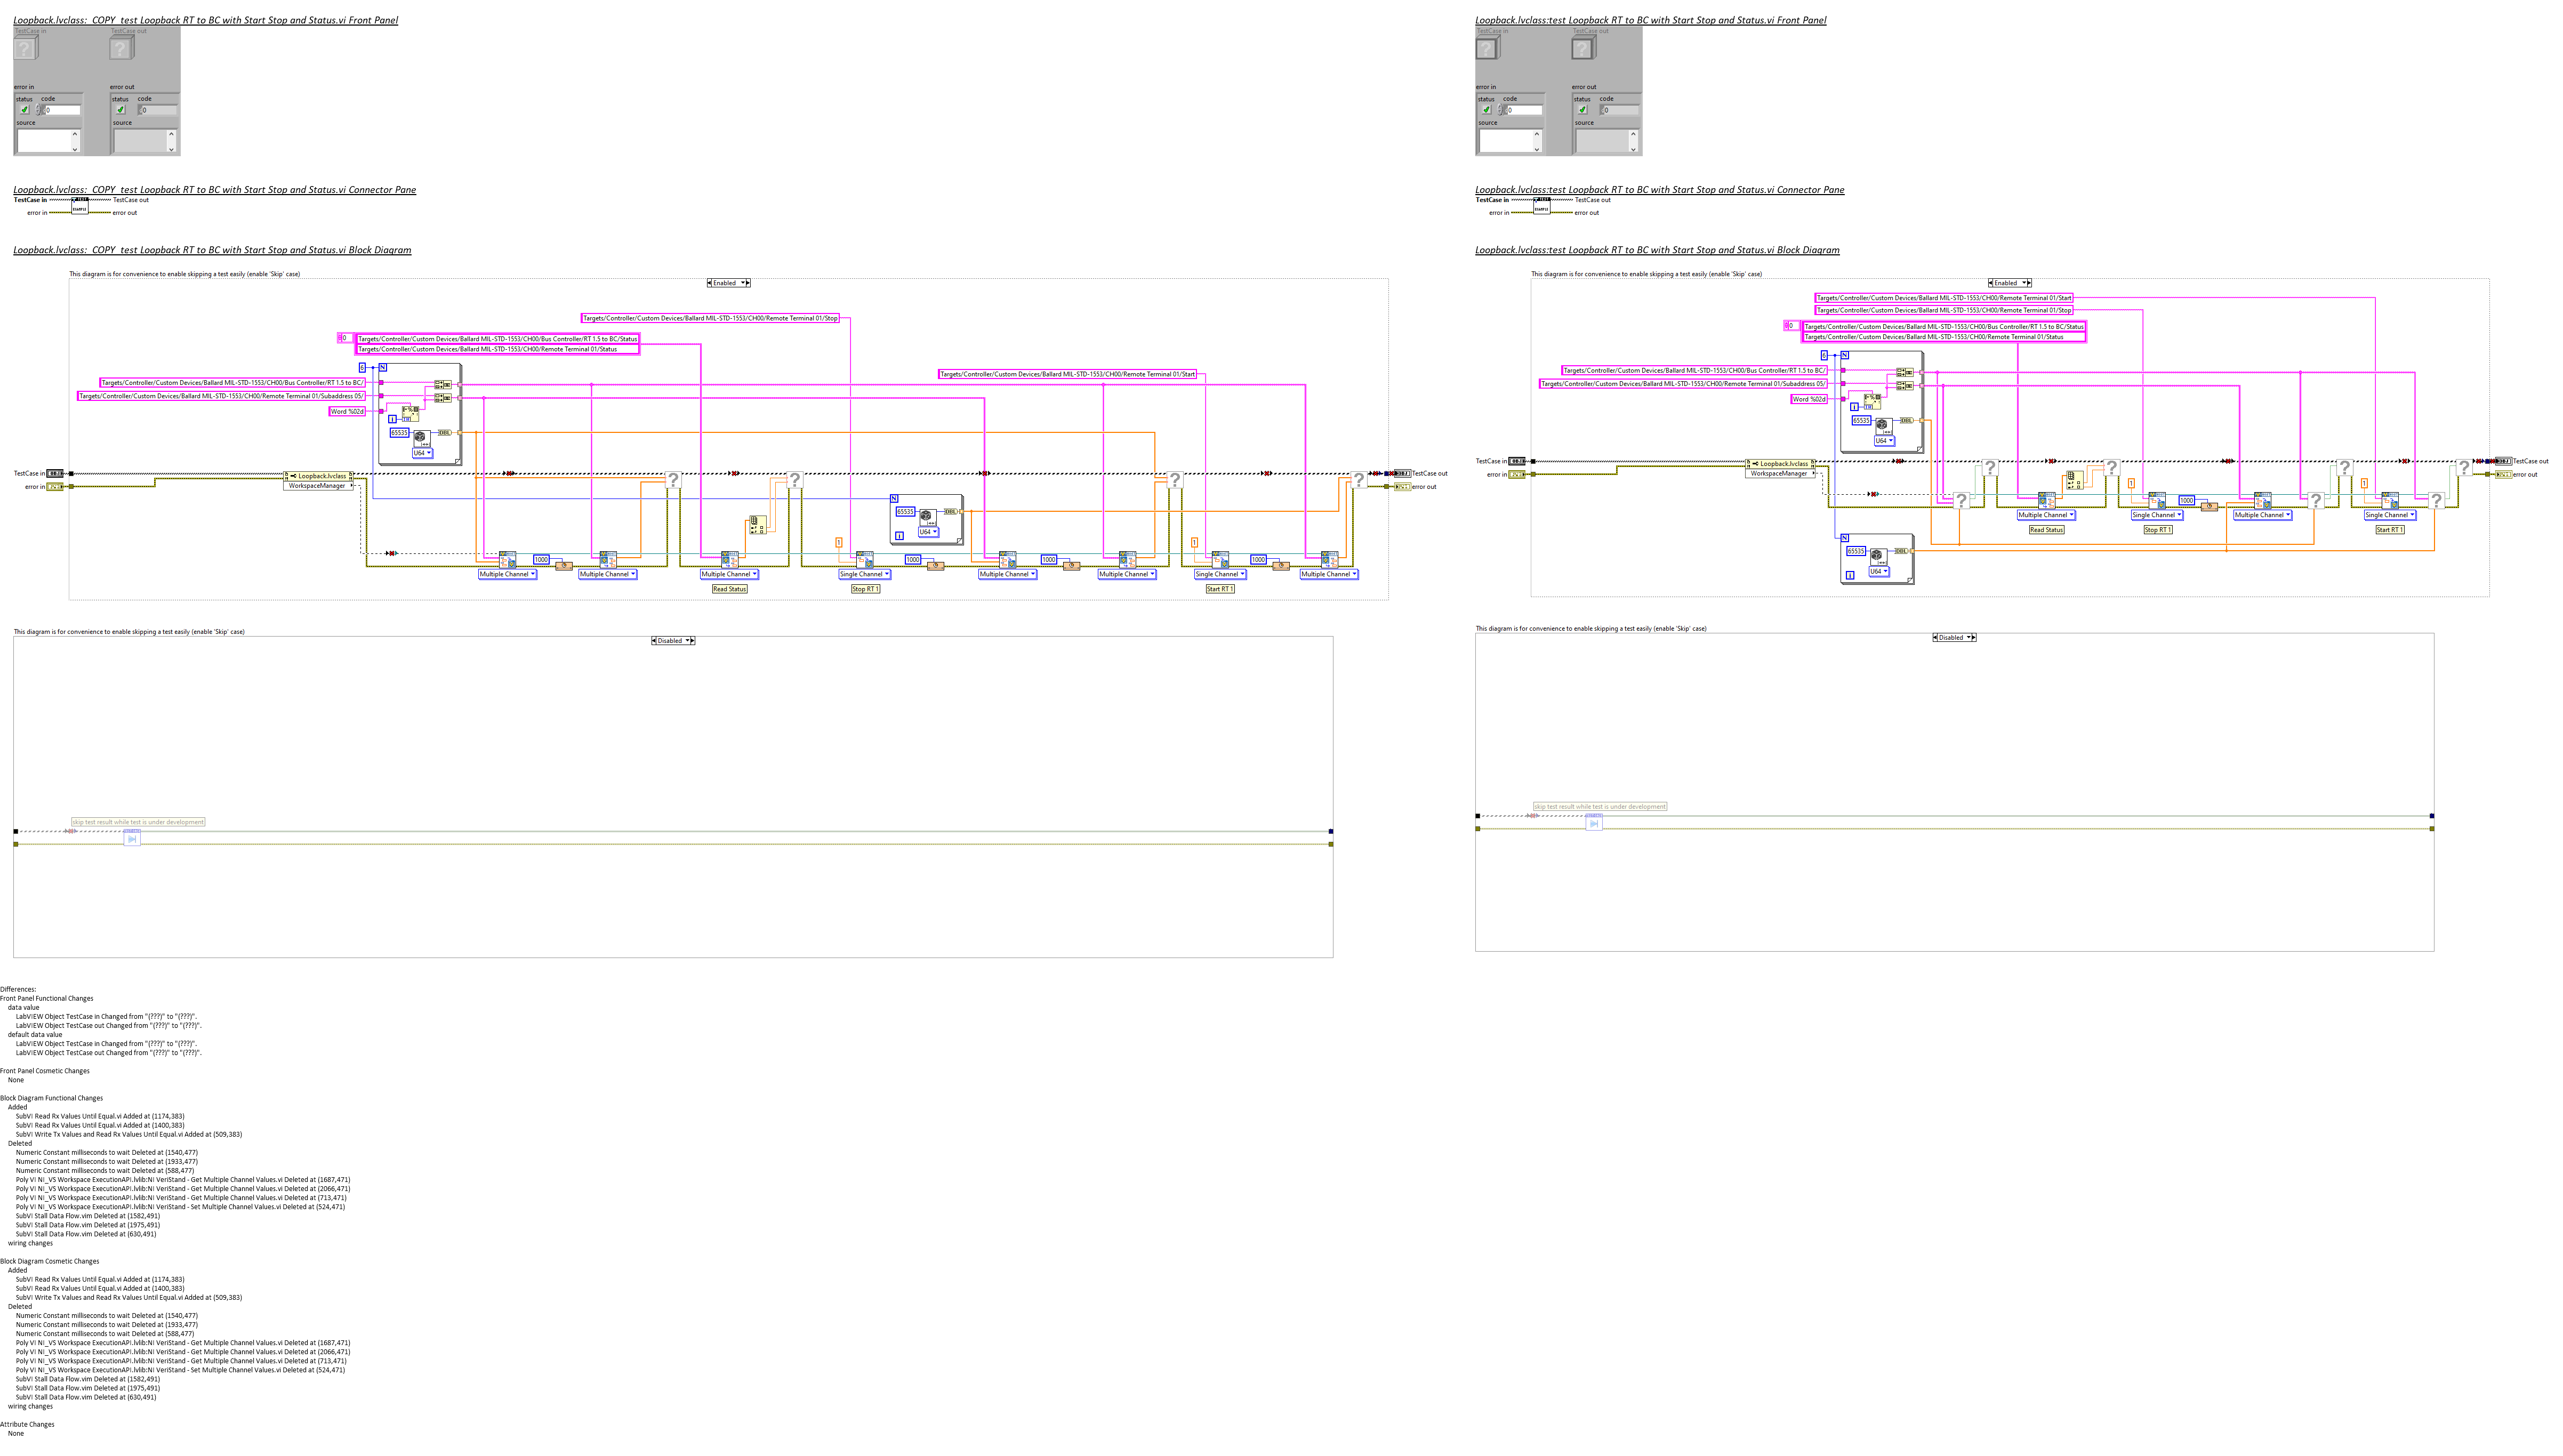 Loopback.lvclass:_COPY_test Loopback RT to BC with Start Stop and Status.vi Front Panel
TestCase in
TestCase out
error in
error out
status code
status code
0
0
source
source
Loopback.lvclass:_COPY_test Loopback RT to BC with Start Stop and Status.vi Connector Pane
TestCase in
TestCase out
error in
error out
Loopback.lvclass:_COPY_test Loopback RT to BC with Start Stop and Status.vi Block Diagram
This diagram is for convenience to enable skipping a test easily (enable 'Skip' case)
Enabled
Targets/Controller/Custom Devices/Ballard MIL-STD-1553/CH00/Remote Terminal 01/Stop
0
Targets/Controller/Custom Devices/Ballard MIL-STD-1553/CH00/Bus Controller/RT 1.5 to BC/Status
Targets/Controller/Custom Devices/Ballard MIL-STD-1553/CH00/Remote Terminal 01/Status
6
N
Targets/Controller/Custom Devices/Ballard MIL-STD-1553/CH00/Remote Terminal 01/Start
Targets/Controller/Custom Devices/Ballard MIL-STD-1553/CH00/Bus Controller/RT 1.5 to BC/
Targets/Controller/Custom Devices/Ballard MIL-STD-1553/CH00/Remote Terminal 01/Subaddress 05/
Word %02d
i
65535
DBL
U64
TestCase in
Loopback.lvclass
TestCase out
error in
WorkspaceManager
error out
N
65535
DBL
U64
i
1
1
1000
1000
1000
1000
Multiple Channel
Multiple Channel
Multiple Channel
Single Channel
Multiple Channel
Multiple Channel
Single Channel
Multiple Channel
Read Status
Stop RT 1
Start RT 1
This diagram is for convenience to enable skipping a test easily (enable 'Skip' case)
Disabled
skip test result while test is under development
Loopback.lvclass:test Loopback RT to BC with Start Stop and Status.vi Front Panel
TestCase in
TestCase out
error in
error out
status code
status code
0
0
source
source
Loopback.lvclass:test Loopback RT to BC with Start Stop and Status.vi Connector Pane
TestCase in
TestCase out
error in
error out
Loopback.lvclass:test Loopback RT to BC with Start Stop and Status.vi Block Diagram
This diagram is for convenience to enable skipping a test easily (enable 'Skip' case)
Enabled
Targets/Controller/Custom Devices/Ballard MIL-STD-1553/CH00/Remote Terminal 01/Start
Targets/Controller/Custom Devices/Ballard MIL-STD-1553/CH00/Remote Terminal 01/Stop
0
Targets/Controller/Custom Devices/Ballard MIL-STD-1553/CH00/Bus Controller/RT 1.5 to BC/Status
Targets/Controller/Custom Devices/Ballard MIL-STD-1553/CH00/Remote Terminal 01/Status
6
N
Targets/Controller/Custom Devices/Ballard MIL-STD-1553/CH00/Bus Controller/RT 1.5 to BC/
Targets/Controller/Custom Devices/Ballard MIL-STD-1553/CH00/Remote Terminal 01/Subaddress 05/
Word %02d
i
65535
DBL
U64
TestCase in
Loopback.lvclass
TestCase out
error in
WorkspaceManager
error out
1
1
1000
Multiple Channel
Single Channel
Multiple Channel
Single Channel
Read Status
Stop RT 1
Start RT 1
N
65535
DBL
U64
i
This diagram is for convenience to enable skipping a test easily (enable 'Skip' case)
Disabled
skip test result while test is under development
Differences:
Front Panel Functional Changes
data value
LabVIEW Object TestCase in Changed from "(???)" to "(???)".
LabVIEW Object TestCase out Changed from "(???)" to "(???)".
default data value
LabVIEW Object TestCase in Changed from "(???)" to "(???)".
LabVIEW Object TestCase out Changed from "(???)" to "(???)".
Front Panel Cosmetic Changes
None
Block Diagram Functional Changes
Added
SubVI Read Rx Values Until Equal.vi Added at (1174,383)
SubVI Read Rx Values Until Equal.vi Added at (1400,383)
SubVI Write Tx Values and Read Rx Values Until Equal.vi Added at (509,383)
Deleted
Numeric Constant milliseconds to wait Deleted at (1540,477)
Numeric Constant milliseconds to wait Deleted at (1933,477)
Numeric Constant milliseconds to wait Deleted at (588,477)
Poly VI NI_VS Workspace ExecutionAPI.lvlib:NI VeriStand - Get Multiple Channel Values.vi Deleted at (1687,471)
Poly VI NI_VS Workspace ExecutionAPI.lvlib:NI VeriStand - Get Multiple Channel Values.vi Deleted at (2066,471)
Poly VI NI_VS Workspace ExecutionAPI.lvlib:NI VeriStand - Get Multiple Channel Values.vi Deleted at (713,471)
Poly VI NI_VS Workspace ExecutionAPI.lvlib:NI VeriStand - Set Multiple Channel Values.vi Deleted at (524,471)
SubVI Stall Data Flow.vim Deleted at (1582,491)
SubVI Stall Data Flow.vim Deleted at (1975,491)
SubVI Stall Data Flow.vim Deleted at (630,491)
wiring changes
Block Diagram Cosmetic Changes
Added
SubVI Read Rx Values Until Equal.vi Added at (1174,383)
SubVI Read Rx Values Until Equal.vi Added at (1400,383)
SubVI Write Tx Values and Read Rx Values Until Equal.vi Added at (509,383)
Deleted
Numeric Constant milliseconds to wait Deleted at (1540,477)
Numeric Constant milliseconds to wait Deleted at (1933,477)
Numeric Constant milliseconds to wait Deleted at (588,477)
Poly VI NI_VS Workspace ExecutionAPI.lvlib:NI VeriStand - Get Multiple Channel Values.vi Deleted at (1687,471)
Poly VI NI_VS Workspace ExecutionAPI.lvlib:NI VeriStand - Get Multiple Channel Values.vi Deleted at (2066,471)
Poly VI NI_VS Workspace ExecutionAPI.lvlib:NI VeriStand - Get Multiple Channel Values.vi Deleted at (713,471)
Poly VI NI_VS Workspace ExecutionAPI.lvlib:NI VeriStand - Set Multiple Channel Values.vi Deleted at (524,471)
SubVI Stall Data Flow.vim Deleted at (1582,491)
SubVI Stall Data Flow.vim Deleted at (1975,491)
SubVI Stall Data Flow.vim Deleted at (630,491)
wiring changes
Attribute Changes
None